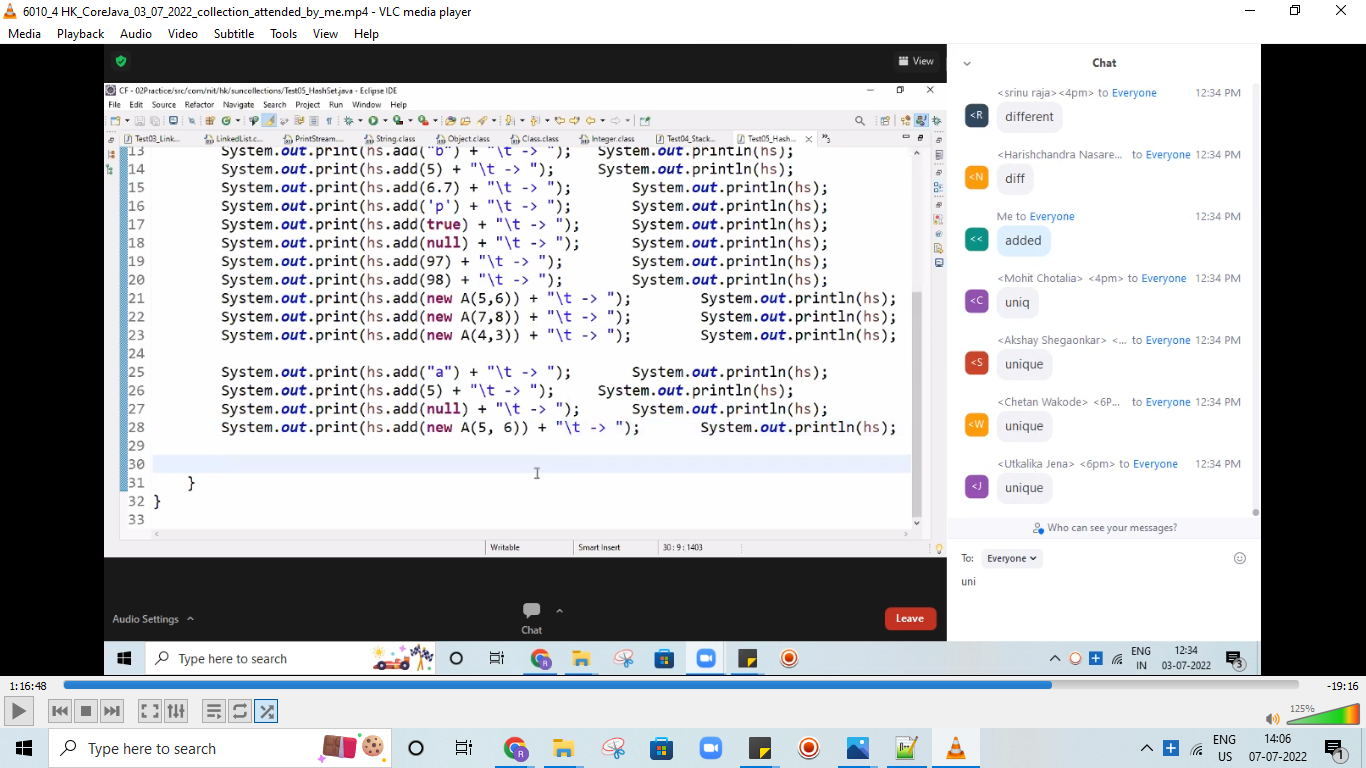 6010_4 HK_CoreJava_03_07_2022_collection_attended_by_me.mp4 - VLC media player
Media Playback Audio Video Subtitle Tools View Help
View
CF - 02Practice/src/com/nit/hk/suncollections/Test05_HashSet.java - Eclipse IDE
File Edit Source Refactor Navigate Search Project Run Window Help
Test03_Link... LinkedList.c... PrintStream.... String.class Object.class Class.class Integer.class Test04_Stack... Test05_Hash... »3
13 System.out.print(hs.add("b") + "\t -> "); System.out.println(hs);
14 System.out.print(hs.add(5) + "\t -> "); System.out.println(hs);
15 System.out.print(hs.add(6.7) + "\t -> "); System.out.println(hs);
16 System.out.print(hs.add('p') + "\t -> "); System.out.println(hs);
17 System.out.print(hs.add(true) + "\t -> "); System.out.println(hs);
18 System.out.print(hs.add(null) + "\t -> "); System.out.println(hs);
19 System.out.print(hs.add(97) + "\t -> "); System.out.println(hs);
20 System.out.print(hs.add(98) + "\t -> "); System.out.println(hs);
21 System.out.print(hs.add(new A(5,6)) + "\t -> "); System.out.println(hs);
22 System.out.print(hs.add(new A(7,8)) + "\t -> "); System.out.println(hs);
23 System.out.print(hs.add(new A(4,3)) + "\t -> "); System.out.println(hs);
24
25 System.out.print(hs.add("a") + "\t -> "); System.out.println(hs);
26 System.out.print(hs.add(5) + "\t -> "); System.out.println(hs);
27 System.out.print(hs.add(null) + "\t -> "); System.out.println(hs);
28 System.out.print(hs.add(new A(5, 6)) + "\t -> "); System.out.println(hs);
29
30
31 }
32 }
33
Writable Smart Insert 30 : 9 : 1403
Audio Settings
Chat
Leave
Chat
<srinu raja><4pm> to Everyone 12:34 PM
<R different
<Harishchandra Nasare... to Everyone 12:34 PM
<N diff
Me to Everyone 12:34 PM
<< added
<Mohit Chotalia> <4pm> to Everyone 12:34 PM
<C uniq
<Akshay Shegaonkar> <... to Everyone 12:34 PM
<S unique
<Chetan Wakode> <6P... to Everyone 12:34 PM
<W unique
<Utkalika Jena> <6pm> to Everyone 12:34 PM
<J unique
Who can see your messages?
To: Everyone
uni
Type here to search
ENG IN
12:34
03-07-2022
3
1:16:48 -19:16
125%
Type here to search
ENG US
14:06
07-07-2022
1